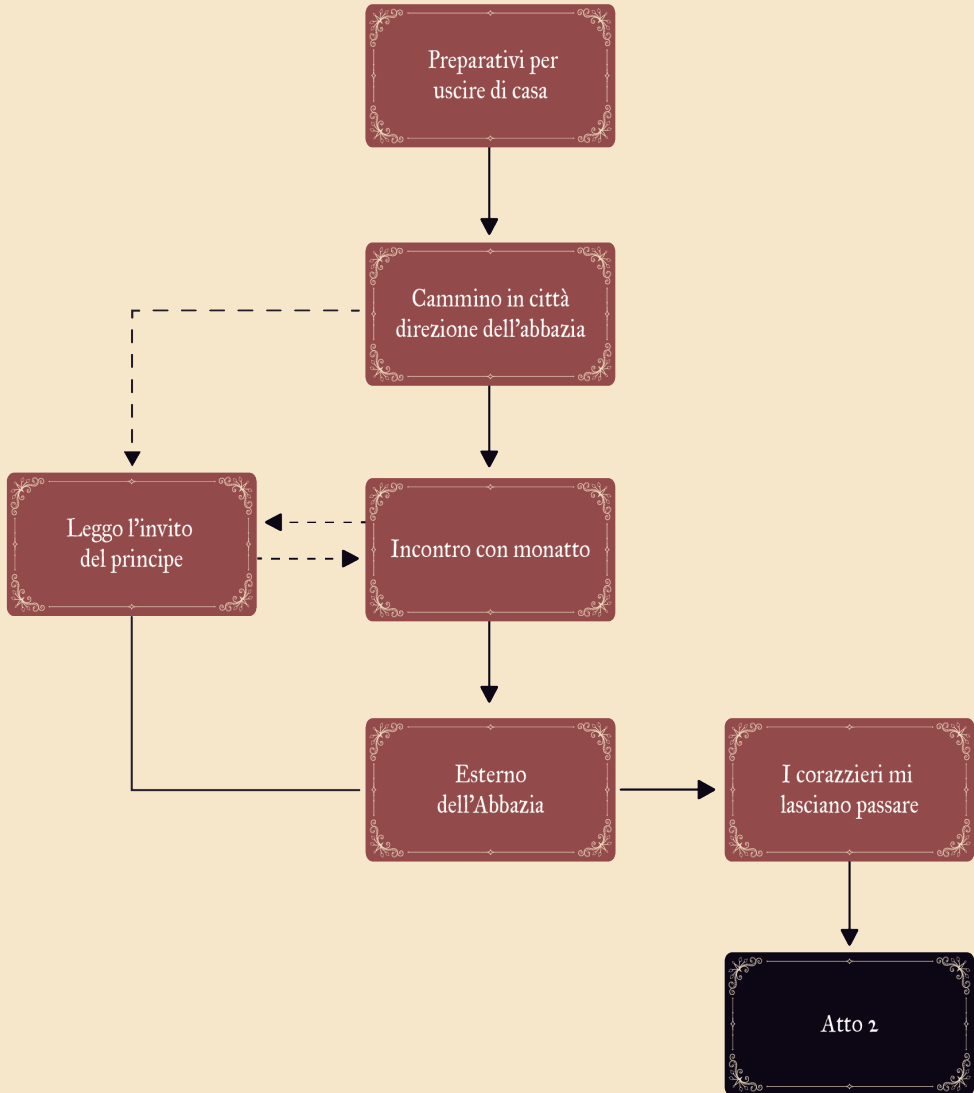 Preparativi per
uscire di casa
Cammino in città
direzione dell'abbazia
Leggo l'invito
del principe
Incontro con monatto
Esterno
dell'Abbazia
I corazzieri mi
lasciano passare
Atto 2